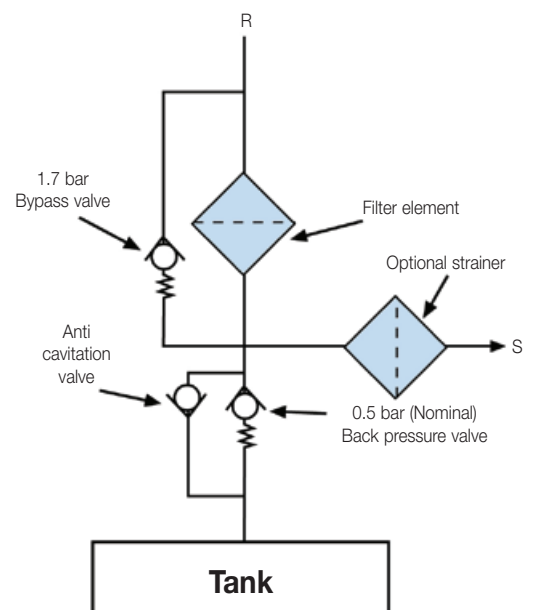 R
1.7 bar
Bypass valve
Filter element
Optional strainer
S
Anti
cavitation
valve
0.5 bar (Nominal)
Back pressure valve
Tank